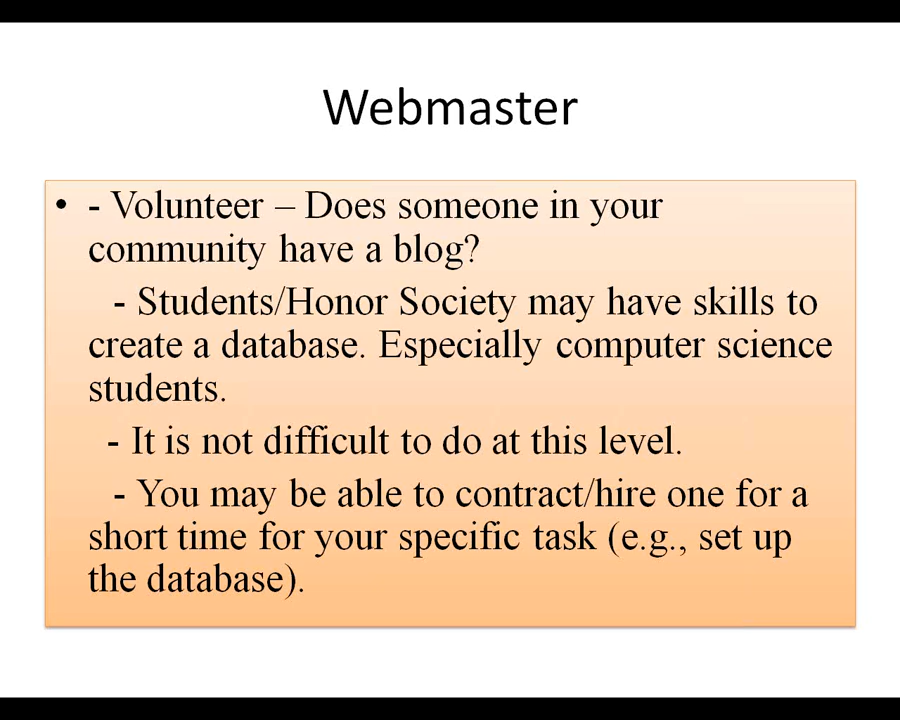 Webmaster
• - Volunteer – Does someone in your
community have a blog?
- Students/Honor Society may have skills to
create a database. Especially computer science
students.
- It is not difficult to do at this level.
- You may be able to contract/hire one for a
short time for your specific task (e.g., set up
the database).